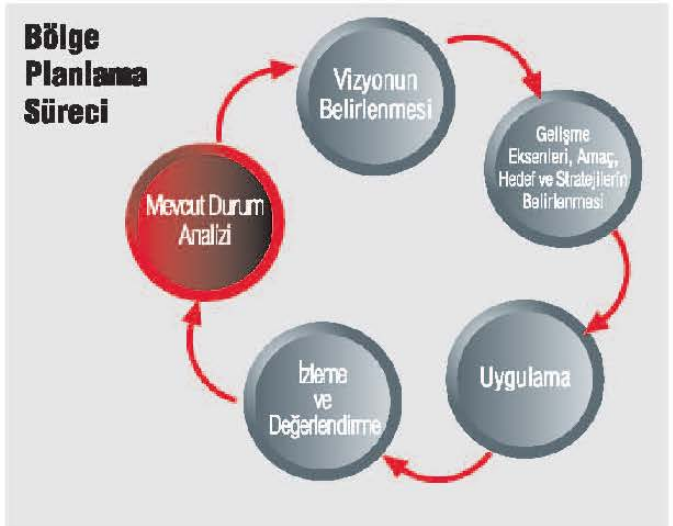 Bölge
Planlama
Süreci
Vizyonun
Belirlenmesi
Gelişme
Eksenleri, Amaç,
Hedef ve Stratejilerin
Belirlenmesi
Uygulama
İzleme
ve
Değerlendirme
Mevcut Durum
Analizi